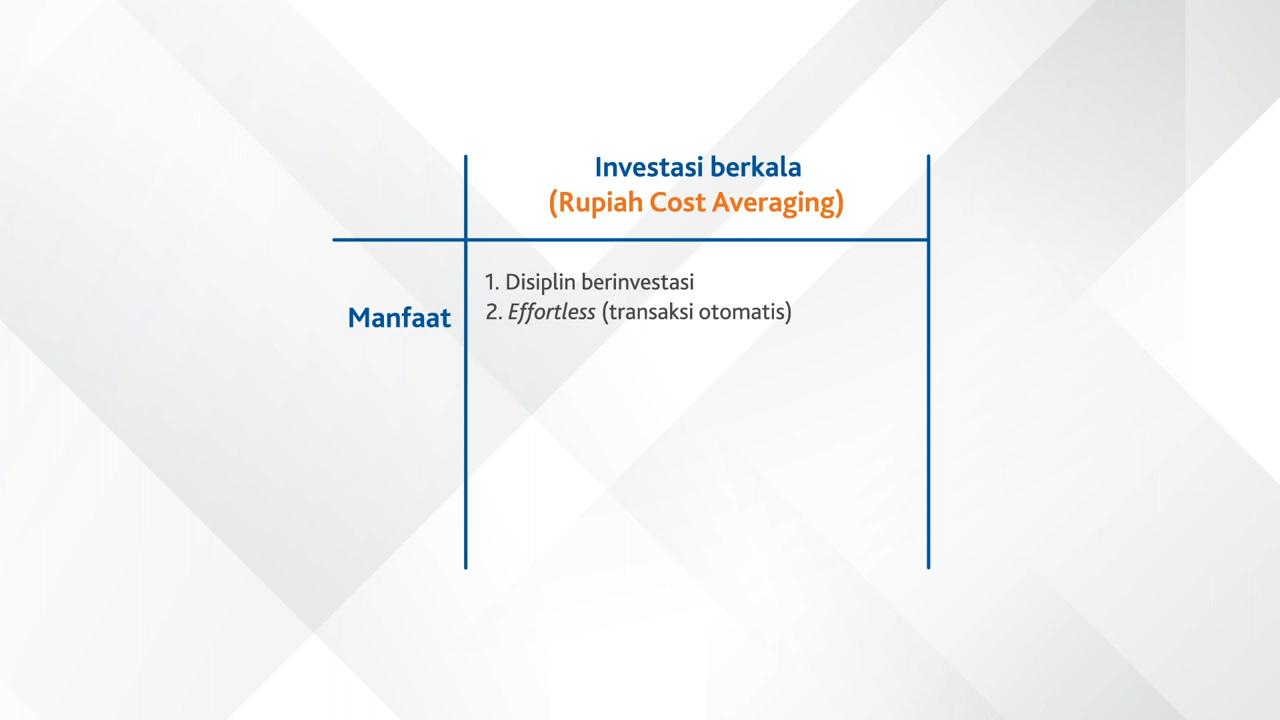 Investasi berkala
(Rupiah Cost Averaging)
Manfaat
1. Disiplin berinvestasi
2. Effortless (transaksi otomatis)